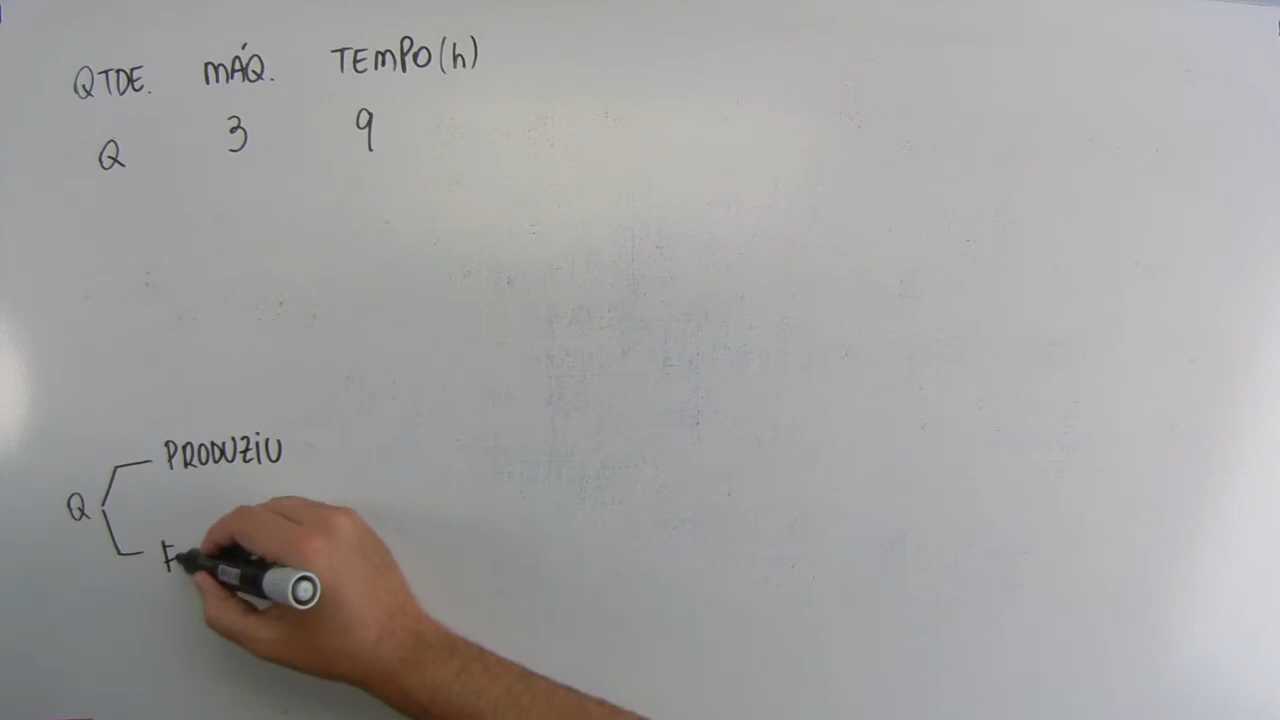 QTDE. MÁQ. TEMPO(h)
Q 3 9
PRODUZIU
Q
F